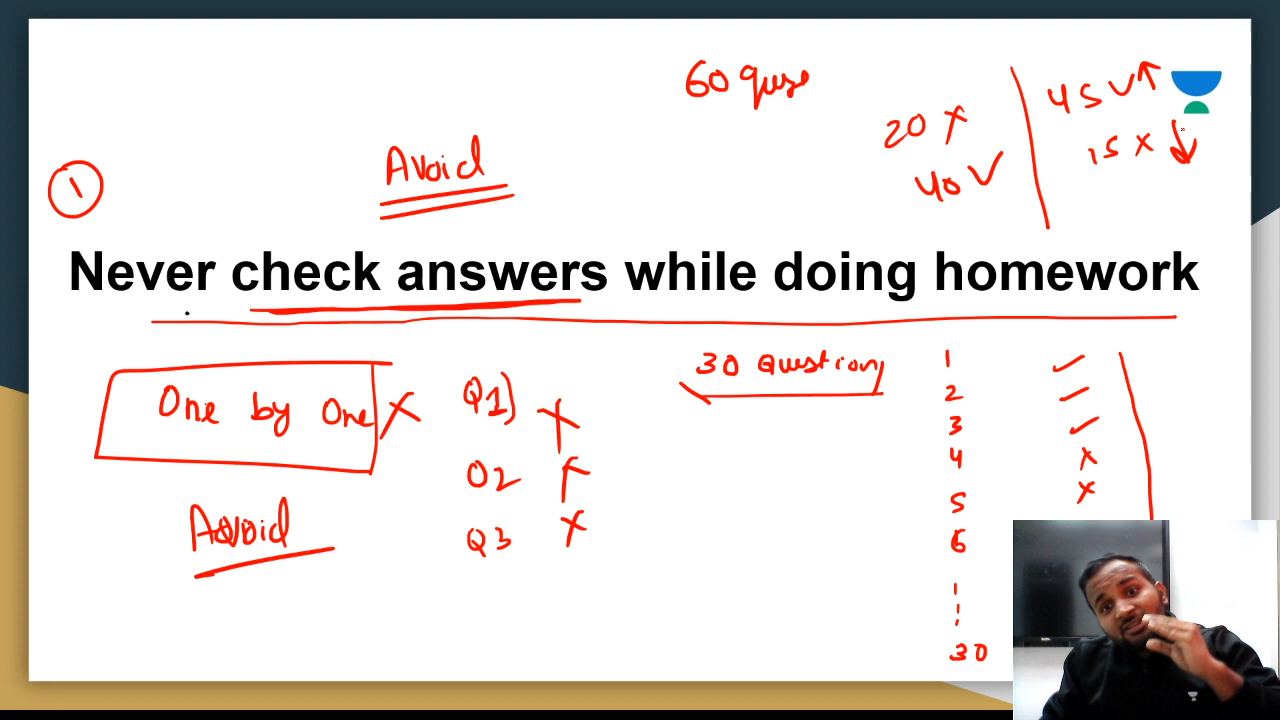 60 ques
20 × 45 ✓ ↑
40 ✓ 15 × ↓
1 Avoid
Never check answers while doing homework
One by One × Q1) ×
Q2 ×
Q3 ×
Avoid
30 Question
1 ✓
2 ✓
3 ✓
4 ×
5 ×
6
30